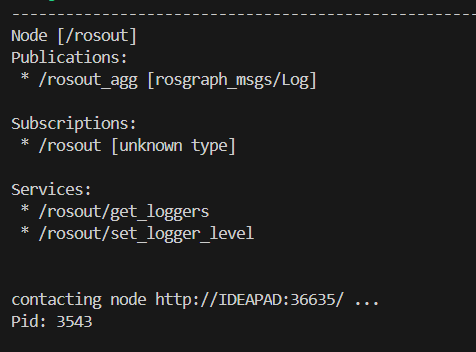 --------------------------------------------------
Node [/rosout]
Publications:
 * /rosout_agg [rosgraph_msgs/Log]

Subscriptions:
 * /rosout [unknown type]

Services:
 * /rosout/get_loggers
 * /rosout/set_logger_level


contacting node http://IDEAPAD:36635/ ...
Pid: 3543